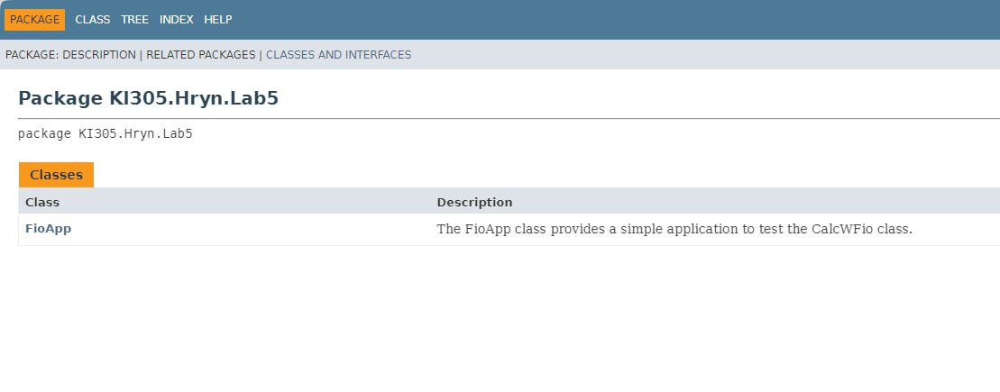 PACKAGE CLASS TREE INDEX HELP
PACKAGE: DESCRIPTION | RELATED PACKAGES | CLASSES AND INTERFACES
Package KI305.Hryn.Lab5
package KI305.Hryn.Lab5
Classes
Class Description
FioApp The FioApp class provides a simple application to test the CalcWFio class.